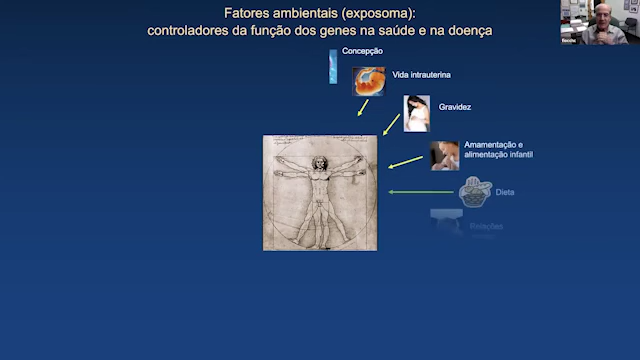 Fatores ambientais (exposoma):
controladores da função dos genes na saúde e na doença
Concepção
Vida intrauterina
Gravidez
Amamentação e
alimentação infantil
Dieta
Relações